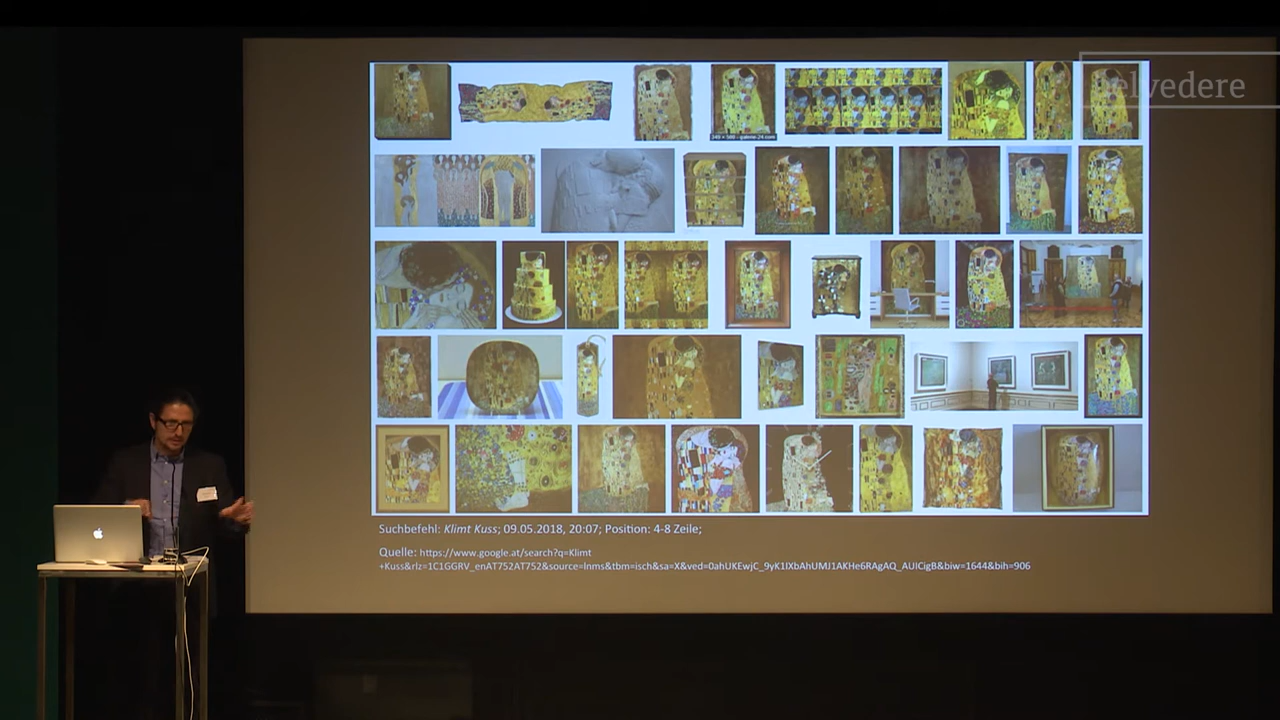 belvedere
Suchbefehl: Klimt Kuss; 09.05.2018, 20:07; Position: 4-8 Zeile;
Quelle: https://www.google.at/search?q=Klimt
+Kuss&rlz=1C1GGRV_enAT752AT752&source=lnms&tbm=isch&sa=X&ved=0ahUKEwjC_9yK1IXbAhUMJ1AKHe6RAgAQ_AUICigB&biw=1644&bih=906